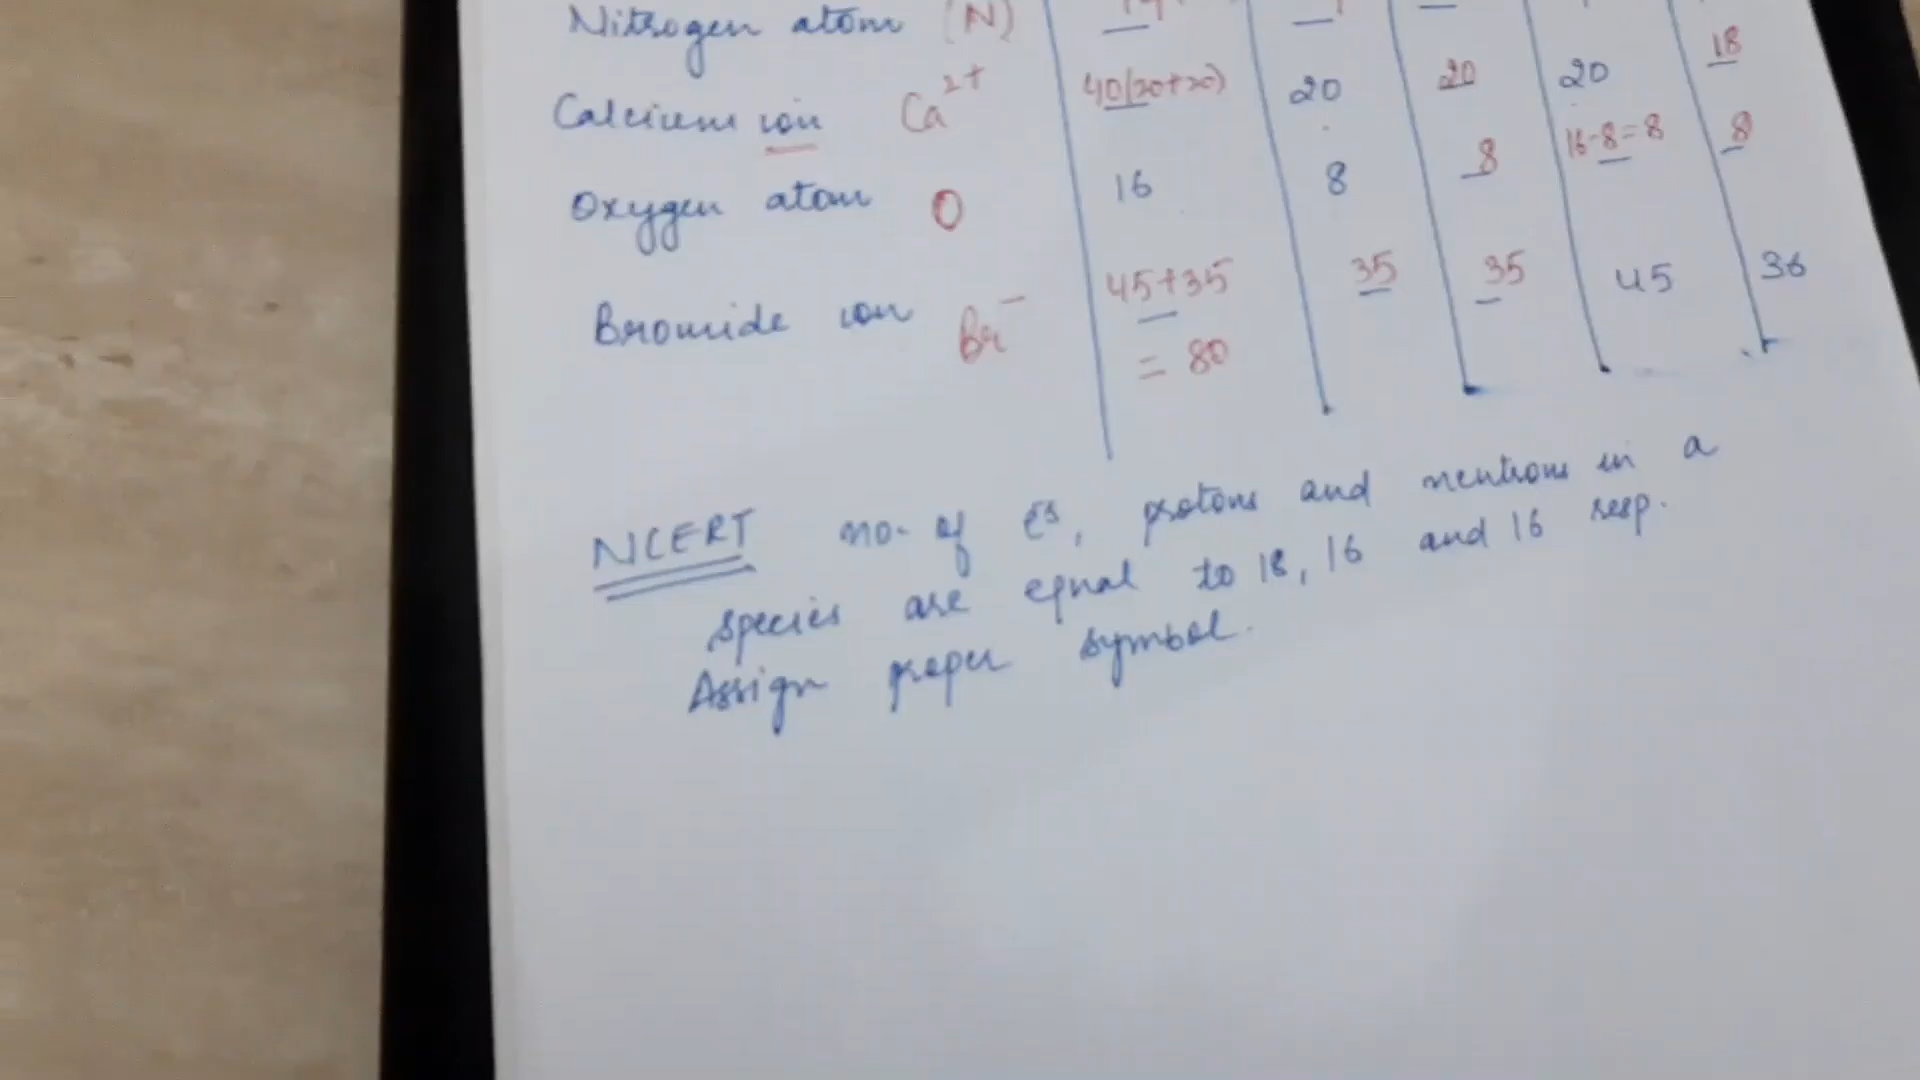 Nitrogen atom (N)
18
Calcium ion Ca²⁺ 40(20+20) 20 20 20
Oxygen atom O 16 8 8 16-8=8 8
Bromide ion Br⁻ 45+35 35 35 45 36
= 80
NCERT no. of e⁻s, protons and neutrons in a
species are equal to 18, 16 and 16 resp.
Assign proper symbol.